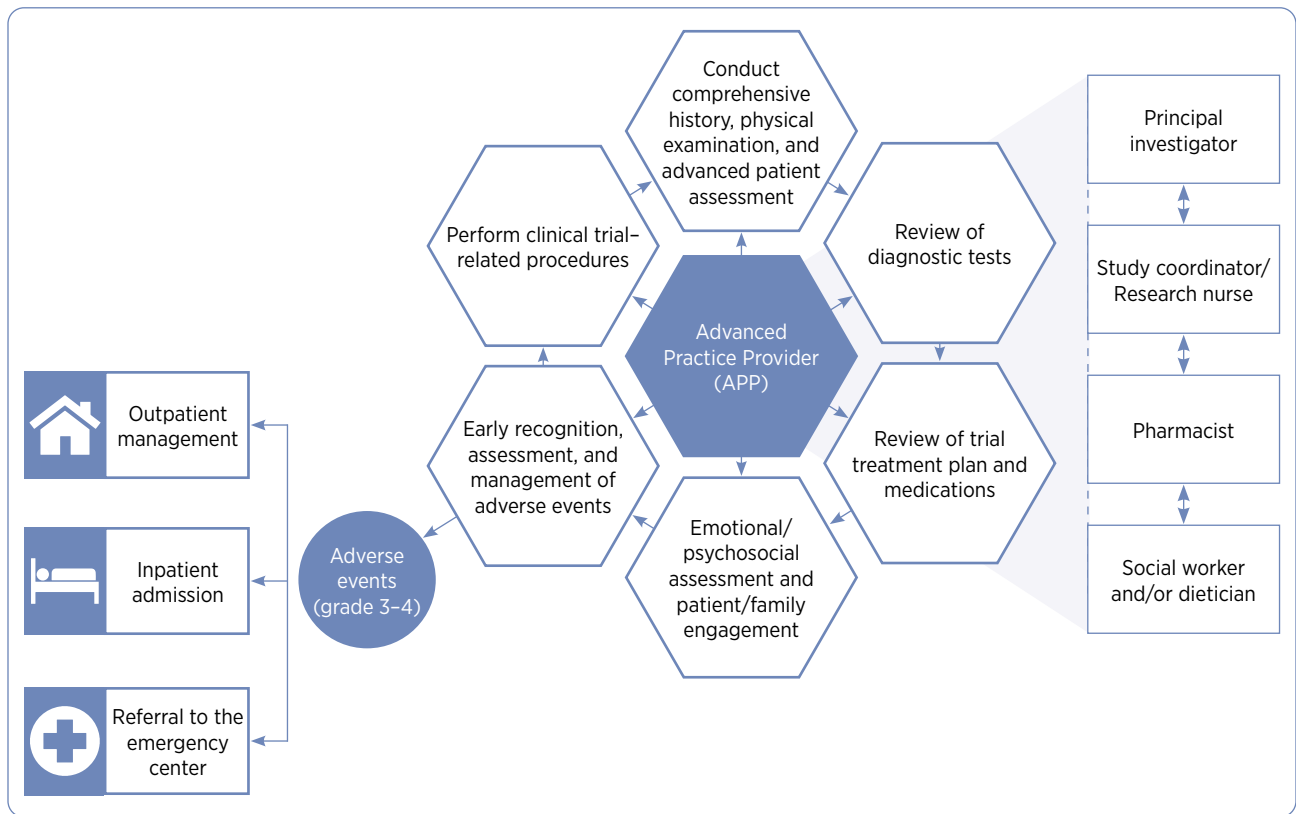 Conduct
comprehensive
history, physical
examination, and
advanced patient
assessment
Perform clinical trial–
related procedures
Review of
diagnostic tests
Advanced
Practice Provider
(APP)
Early recognition,
assessment, and
management of
adverse events
Review of trial
treatment plan and
medications
Emotional/
psychosocial
assessment and
patient/family
engagement
Adverse
events
(grade 3–4)
Outpatient
management
Inpatient
admission
Referral to the
emergency
center
Principal
investigator
Study coordinator/
Research nurse
Pharmacist
Social worker
and/or dietician